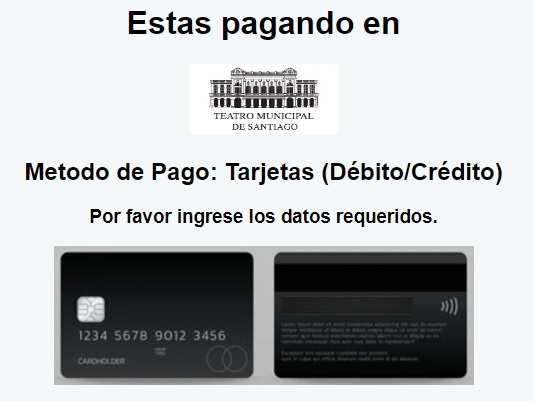 Estas pagando en
TEATRO MUNICIPAL
DE SANTIAGO
Metodo de Pago: Tarjetas (Débito/Crédito)
Por favor ingrese los datos requeridos.
1234 5678 9012 3456
CARDHOLDER